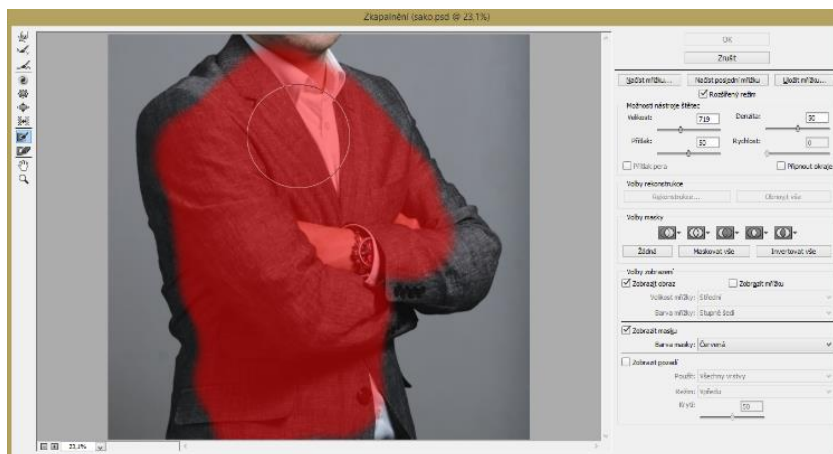 Zkapalnění (sako.psd @ 23,1%)
OK
Zrušit
Načíst mřížku... Načíst poslední mřížku Uložit mřížku...
Rozšířený režim
Možnosti nástroje štětec
Velikost: 719 Hustota: 50
Přítlak: 50 Rychlost: 0
Přítlak pera Připnout okraje
Volby rekonstrukce
Rekonstrukce... Obnovit vše
Volby masky
Žádná Maskovat vše Invertovat vše
Volby zobrazení
Zobrazit obraz Zobrazit mřížku
Velikost mřížky: Střední
Barva mřížky: Stupně šedi
Zobrazit masku
Barva masky: Červená
Zobrazit pozadí
Použít: Všechny vrstvy
Režim: Vpředu
Krytí: 50
23,1%